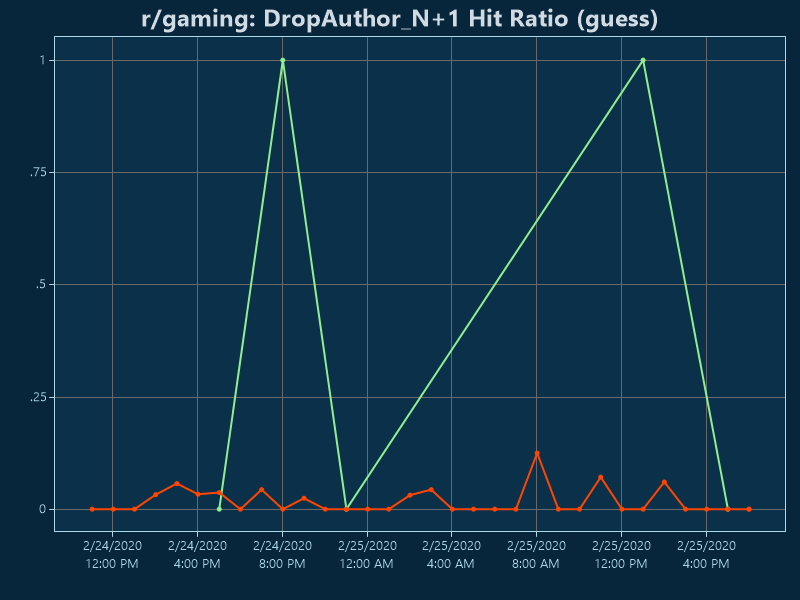 r/gaming: DropAuthor_N+1 Hit Ratio (guess)
1
.75
.5
.25
0
2/24/2020 2/24/2020 2/24/2020 2/25/2020 2/25/2020 2/25/2020 2/25/2020 2/25/2020
12:00 PM 4:00 PM 8:00 PM 12:00 AM 4:00 AM 8:00 AM 12:00 PM 4:00 PM